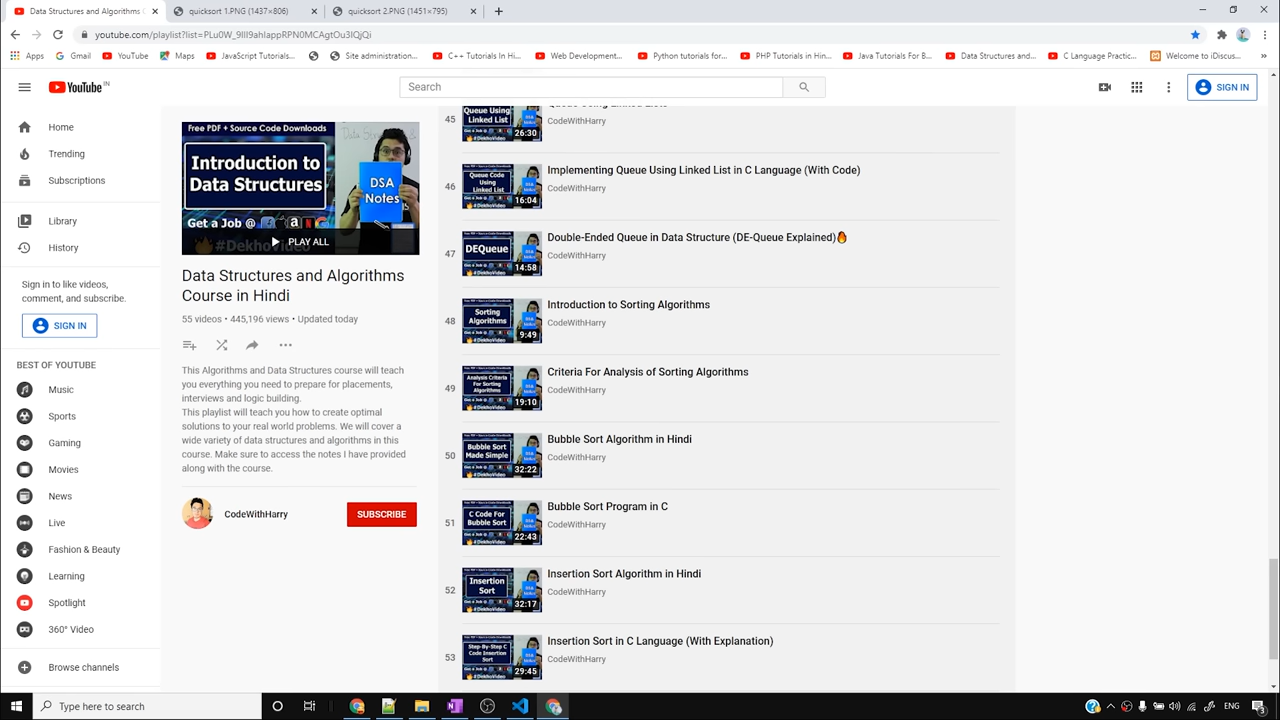 Data Structures and Algorithms C
quicksort 1.PNG (1437×806)
quicksort 2.PNG (1451×795)
youtube.com/playlist?list=PLu0W_9lII9ahIappRPN0MCAgtOu3lQjQi
Apps
Gmail
YouTube
Maps
JavaScript Tutorials...
Site administration...
C++ Tutorials In Hi...
Web Development...
Python tutorials for...
PHP Tutorials in Hin...
Java Tutorials For B...
Data Structures and...
C Language Practic...
Welcome to iDiscus...
YouTube IN
Search
SIGN IN
Home
Trending
Subscriptions
Library
History
Sign in to like videos,
comment, and subscribe.
SIGN IN
BEST OF YOUTUBE
Music
Sports
Gaming
Movies
News
Live
Fashion & Beauty
Learning
Spotlight
360° Video
Browse channels
Free PDF + Source Code Downloads
Introduction to
Data Structures
DSA
Notes
Get a Job @
#DekhoVideo
PLAY ALL
Data Structures and Algorithms
Course in Hindi
55 videos • 445,196 views • Updated today
This Algorithms and Data Structures course will teach
you everything you need to prepare for placements,
interviews and logic building.
This playlist will teach you how to create optimal
solutions to your real world problems. We will cover a
wide variety of data structures and algorithms in this
course. Make sure to access the notes I have provided
along with the course.
CodeWithHarry
SUBSCRIBE
45
Queue Using
Linked List
26:30
Queue Using Linked Lists
CodeWithHarry
46
Queue Code
Using
Linked List
16:04
Implementing Queue Using Linked List in C Language (With Code)
CodeWithHarry
47
DEQueue
14:58
Double-Ended Queue in Data Structure (DE-Queue Explained)🔥
CodeWithHarry
48
Sorting
Algorithms
9:49
Introduction to Sorting Algorithms
CodeWithHarry
49
Analysis Criteria
For Sorting
Algorithms
19:10
Criteria For Analysis of Sorting Algorithms
CodeWithHarry
50
Bubble Sort
Made Simple
32:22
Bubble Sort Algorithm in Hindi
CodeWithHarry
51
C Code For
Bubble Sort
22:43
Bubble Sort Program in C
CodeWithHarry
52
Insertion
Sort
32:17
Insertion Sort Algorithm in Hindi
CodeWithHarry
53
Step-By-Step C
Code Insertion
Sort
29:45
Insertion Sort in C Language (With Explanation)
CodeWithHarry
Type here to search
ENG